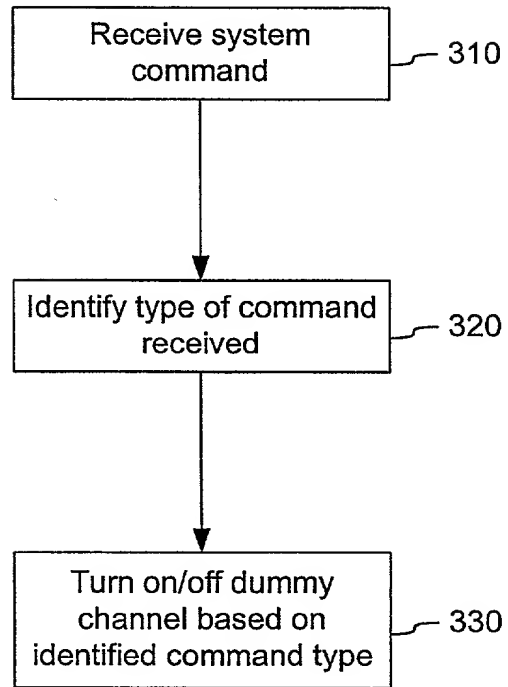 Receive system
command
310
Identify type of command
received
320
Turn on/off dummy
channel based on
identified command type
330